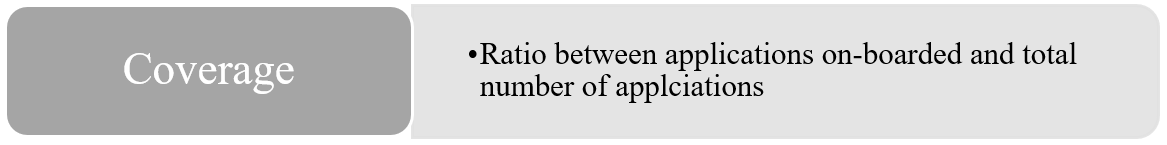 Coverage
•Ratio between applications on-boarded and total
number of applciations